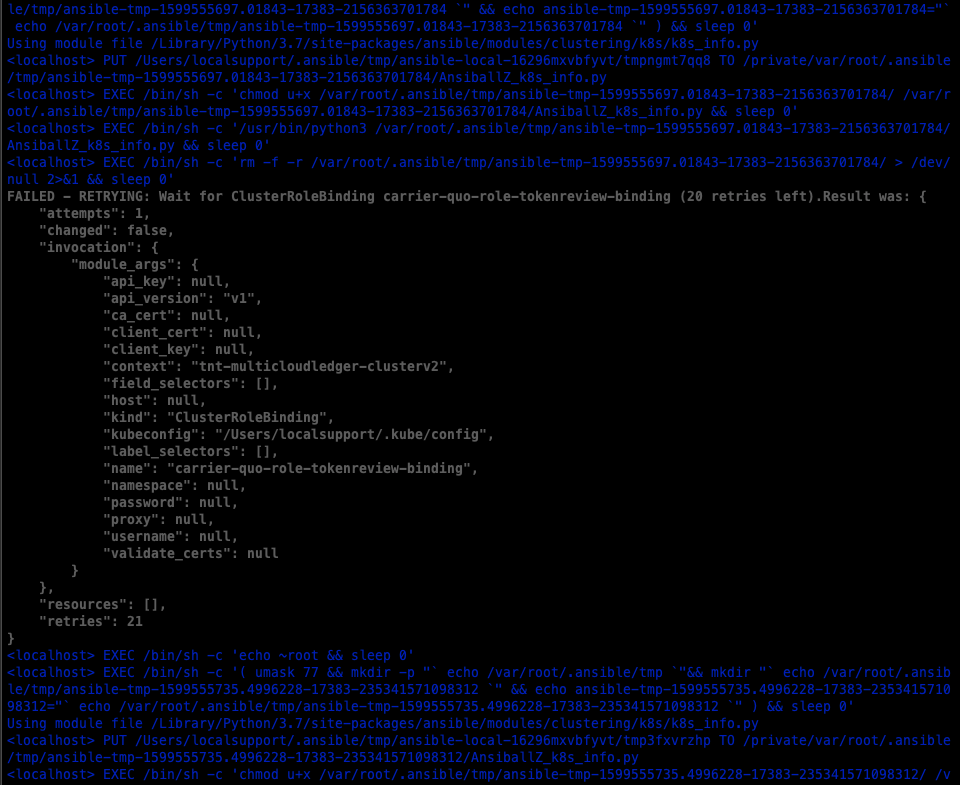 le/tmp/ansible-tmp-1599555697.01843-17383-2156363701784 `" && echo ansible-tmp-1599555697.01843-17383-2156363701784="`
 echo /var/root/.ansible/tmp/ansible-tmp-1599555697.01843-17383-2156363701784 `" ) && sleep 0'
Using module file /Library/Python/3.7/site-packages/ansible/modules/clustering/k8s/k8s_info.py
<localhost> PUT /Users/localsupport/.ansible/tmp/ansible-local-16296mxvbfyvt/tmpngmt7qq8 TO /private/var/root/.ansible
/tmp/ansible-tmp-1599555697.01843-17383-2156363701784/AnsiballZ_k8s_info.py
<localhost> EXEC /bin/sh -c 'chmod u+x /var/root/.ansible/tmp/ansible-tmp-1599555697.01843-17383-2156363701784/ /var/r
oot/.ansible/tmp/ansible-tmp-1599555697.01843-17383-2156363701784/AnsiballZ_k8s_info.py && sleep 0'
<localhost> EXEC /bin/sh -c '/usr/bin/python3 /var/root/.ansible/tmp/ansible-tmp-1599555697.01843-17383-2156363701784/
AnsiballZ_k8s_info.py && sleep 0'
<localhost> EXEC /bin/sh -c 'rm -f -r /var/root/.ansible/tmp/ansible-tmp-1599555697.01843-17383-2156363701784/ > /dev/
null 2>&1 && sleep 0'
FAILED - RETRYING: Wait for ClusterRoleBinding carrier-quo-role-tokenreview-binding (20 retries left).Result was: {
    "attempts": 1,
    "changed": false,
    "invocation": {
        "module_args": {
            "api_key": null,
            "api_version": "v1",
            "ca_cert": null,
            "client_cert": null,
            "client_key": null,
            "context": "tnt-multicloudledger-clusterv2",
            "field_selectors": [],
            "host": null,
            "kind": "ClusterRoleBinding",
            "kubeconfig": "/Users/localsupport/.kube/config",
            "label_selectors": [],
            "name": "carrier-quo-role-tokenreview-binding",
            "namespace": null,
            "password": null,
            "proxy": null,
            "username": null,
            "validate_certs": null
        }
    },
    "resources": [],
    "retries": 21
}
<localhost> EXEC /bin/sh -c 'echo ~root && sleep 0'
<localhost> EXEC /bin/sh -c '( umask 77 && mkdir -p "` echo /var/root/.ansible/tmp `"&& mkdir "` echo /var/root/.ansib
le/tmp/ansible-tmp-1599555735.4996228-17383-235341571098312 `" && echo ansible-tmp-1599555735.4996228-17383-2353415710
98312="` echo /var/root/.ansible/tmp/ansible-tmp-1599555735.4996228-17383-235341571098312 `" ) && sleep 0'
Using module file /Library/Python/3.7/site-packages/ansible/modules/clustering/k8s/k8s_info.py
<localhost> PUT /Users/localsupport/.ansible/tmp/ansible-local-16296mxvbfyvt/tmp3fxvrzhp TO /private/var/root/.ansible
/tmp/ansible-tmp-1599555735.4996228-17383-235341571098312/AnsiballZ_k8s_info.py
<localhost> EXEC /bin/sh -c 'chmod u+x /var/root/.ansible/tmp/ansible-tmp-1599555735.4996228-17383-235341571098312/ /v